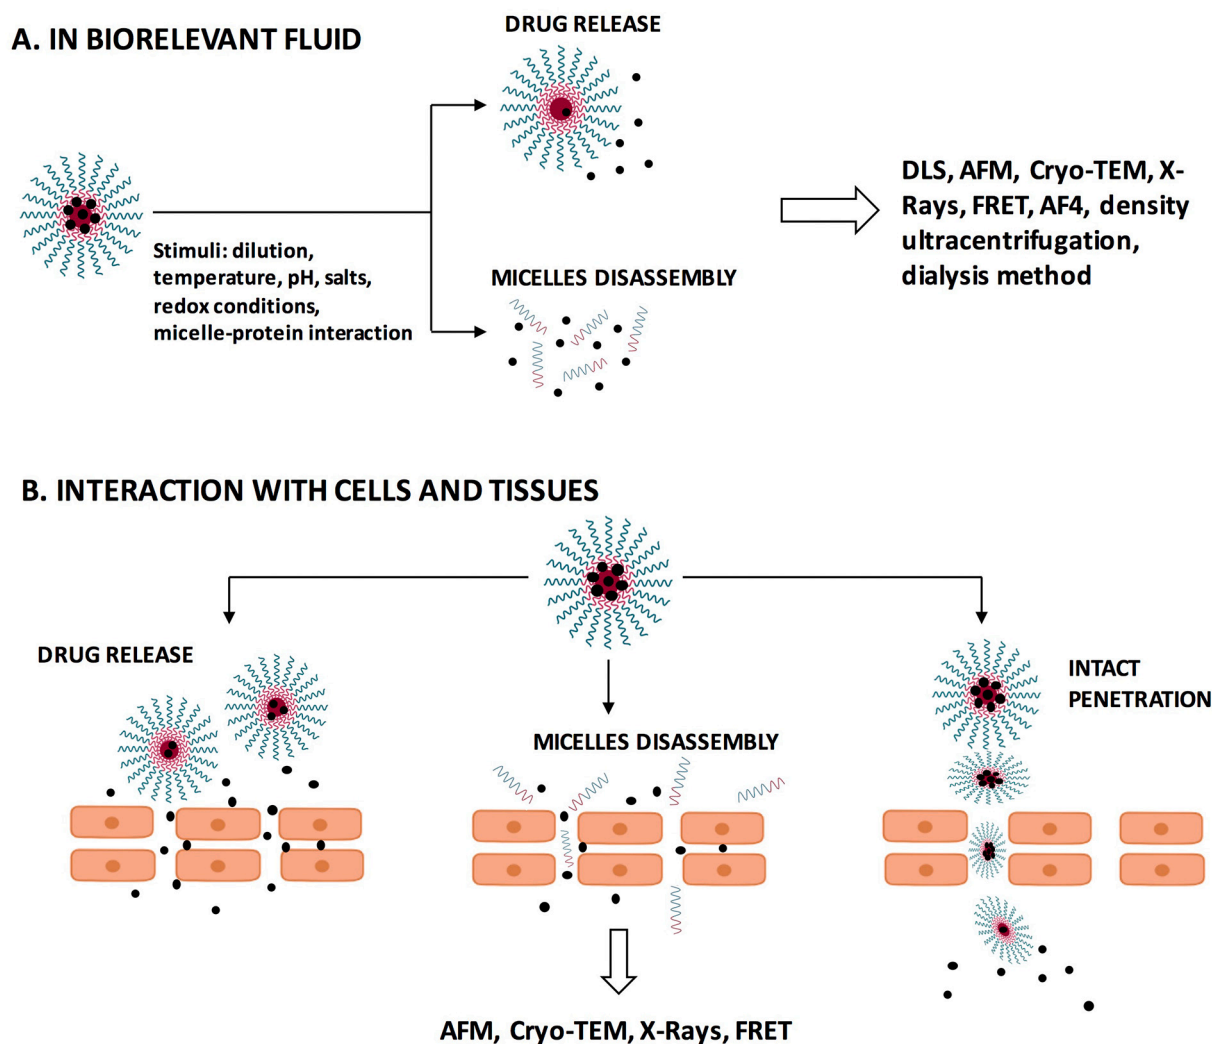 A. IN BIORELEVANT FLUID
DRUG RELEASE
Stimuli: dilution,
temperature, pH, salts,
redox conditions,
micelle-protein interaction
MICELLES DISASSEMBLY
DLS, AFM, Cryo-TEM, X-
Rays, FRET, AF4, density
ultracentrifugation,
dialysis method
B. INTERACTION WITH CELLS AND TISSUES
DRUG RELEASE
MICELLES DISASSEMBLY
INTACT
PENETRATION
AFM, Cryo-TEM, X-Rays, FRET